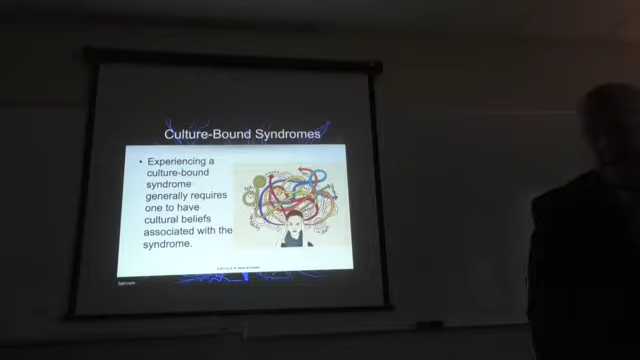 Culture-Bound Syndromes
• Experiencing a
culture-bound
syndrome
generally requires
one to have
cultural beliefs
associated with the
syndrome.